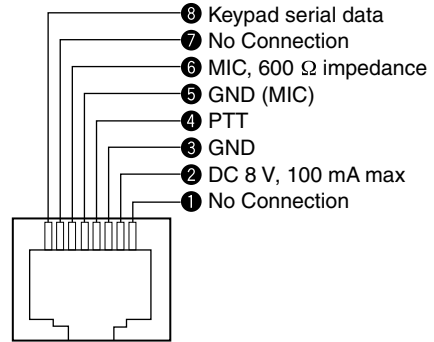 ❽ Keypad serial data
❼ No Connection
❻ MIC, 600 Ω impedance
❺ GND (MIC)
❹ PTT
❸ GND
❷ DC 8 V, 100 mA max
❶ No Connection